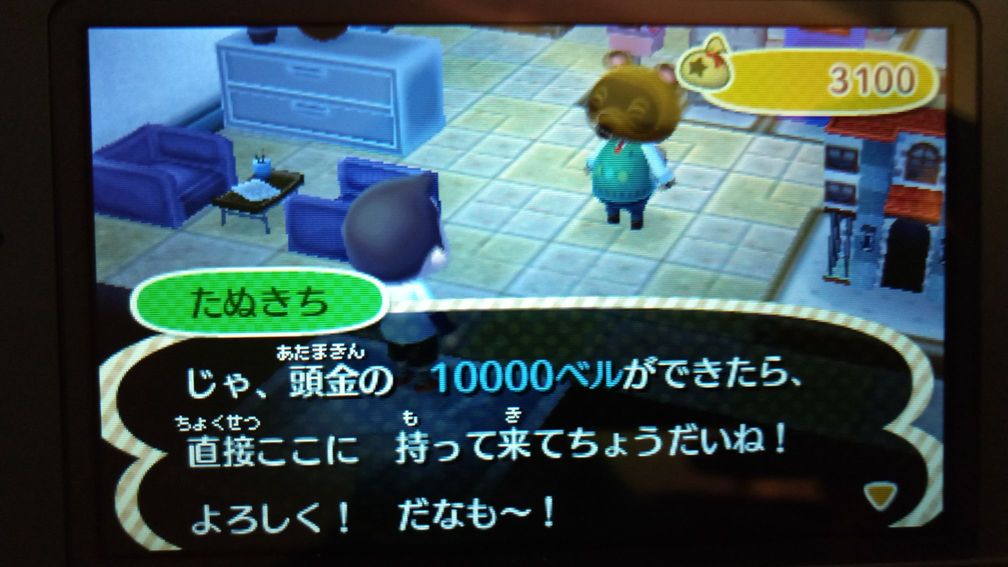 3100
たぬきち
じゃ、頭金の 10000ベルができたら、
直接ここに 持って来てちょうだいね！
よろしく！ だなも～！